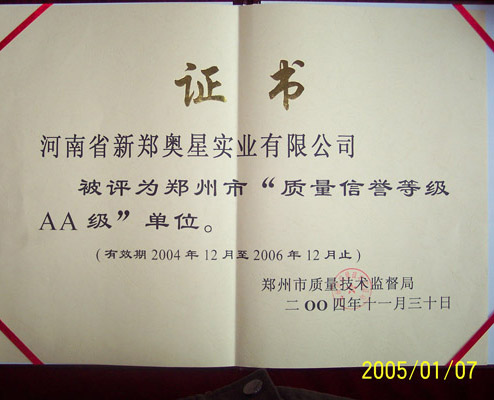 证书
河南省新郑奥星实业有限公司
被评为郑州市“质量信誉等级
AA级”单位。
(有效期2004年12月至2006年12月止)
郑州市质量技术监督局
二OO四年十一月三十日
2005/01/07